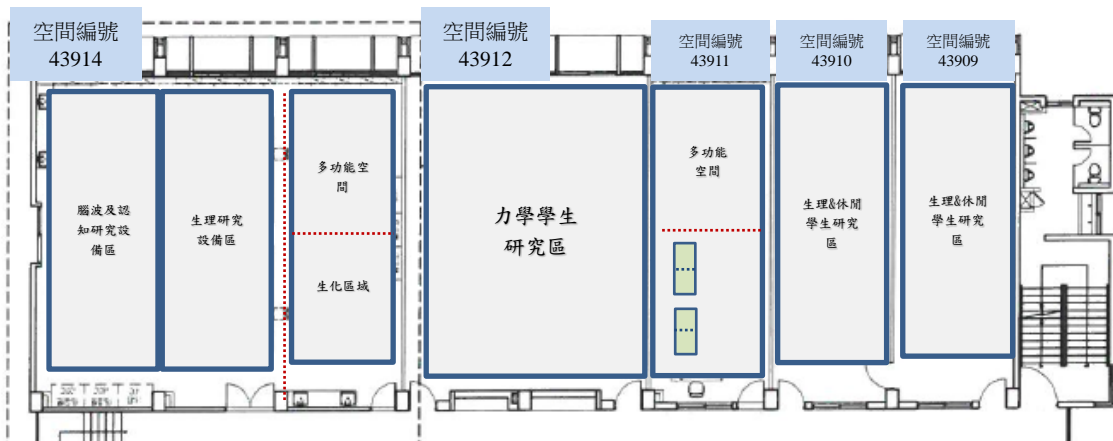 空間編號
43914
空間編號
43912
空間編號
43911
空間編號
43910
空間編號
43909
腦波及認
知研究設
備區
生理研究
設備區
多功能空
間
生化區域
力學學生
研究區
多功能
空間
生理&休閒
學生研究
區
生理&休閒
學生研究
區